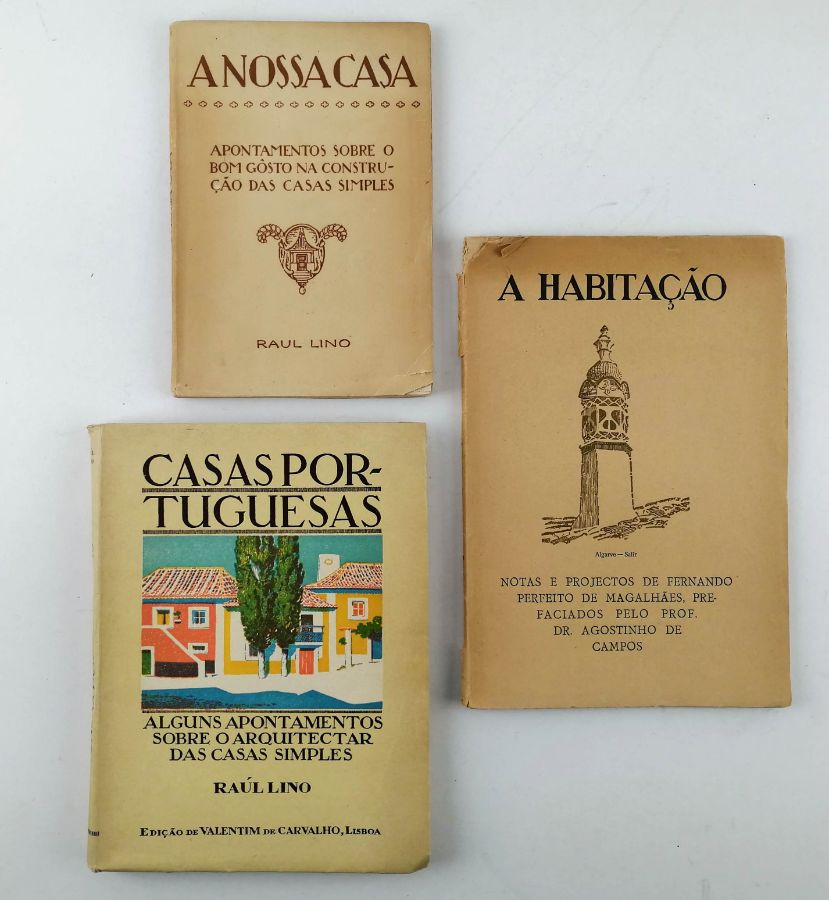 A NOSSA CASA
APONTAMENTOS SOBRE O
BOM GÔSTO NA CONSTRU-
ÇÃO DAS CASAS SIMPLES
RAUL LINO
A HABITAÇÃO
Algarve — Salir
NOTAS E PROJECTOS DE FERNANDO
PERFEITO DE MAGALHÃES, PRE-
FACIADOS PELO PROF.
DR. AGOSTINHO DE
CAMPOS
CASAS POR-
TUGUESAS
ALGUNS APONTAMENTOS
SOBRE O ARQUITECTAR
DAS CASAS SIMPLES
RAÚL LINO
EDIÇÃO DE VALENTIM DE CARVALHO, LISBOA